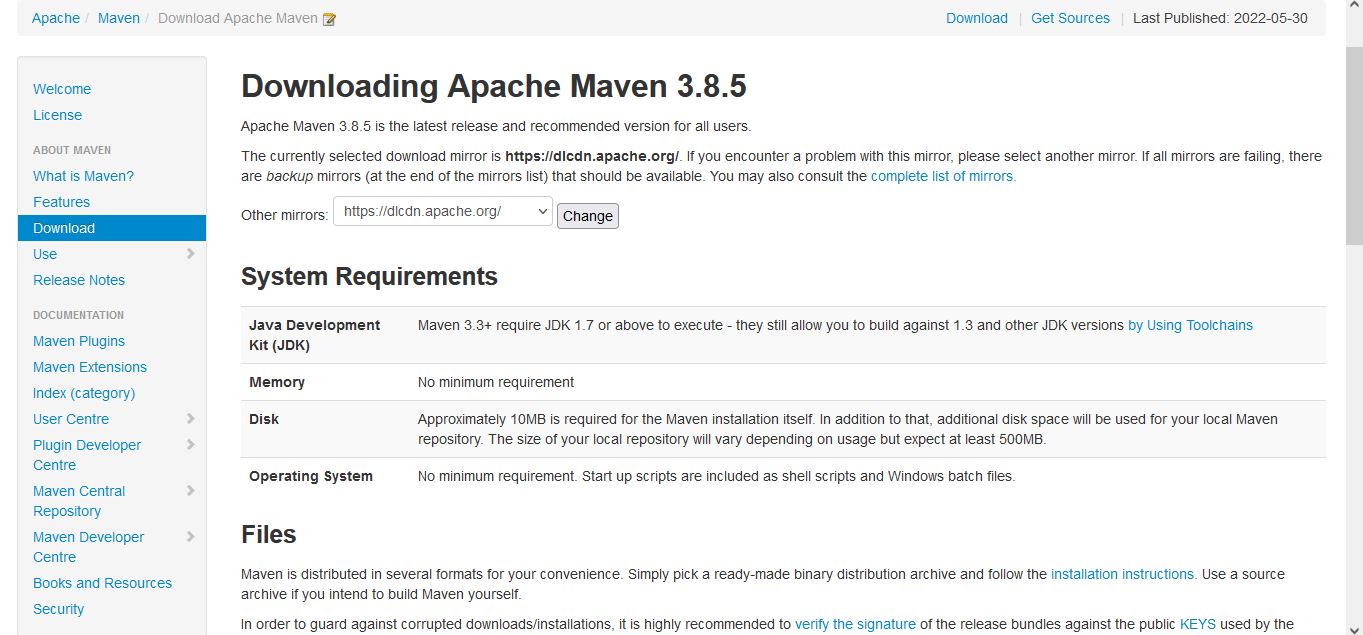 Apache / Maven / Download Apache Maven
Download | Get Sources | Last Published: 2022-05-30
Welcome
License
ABOUT MAVEN
What is Maven?
Features
Download
Use
Release Notes
DOCUMENTATION
Maven Plugins
Maven Extensions
Index (category)
User Centre
Plugin Developer
Centre
Maven Central
Repository
Maven Developer
Centre
Books and Resources
Security
Downloading Apache Maven 3.8.5
Apache Maven 3.8.5 is the latest release and recommended version for all users.
The currently selected download mirror is https://dlcdn.apache.org/. If you encounter a problem with this mirror, please select another mirror. If all mirrors are failing, there
are backup mirrors (at the end of the mirrors list) that should be available. You may also consult the complete list of mirrors.
Other mirrors: https://dlcdn.apache.org/ Change
System Requirements
Java Development
Kit (JDK)
Maven 3.3+ require JDK 1.7 or above to execute - they still allow you to build against 1.3 and other JDK versions by Using Toolchains
Memory
No minimum requirement
Disk
Approximately 10MB is required for the Maven installation itself. In addition to that, additional disk space will be used for your local Maven
repository. The size of your local repository will vary depending on usage but expect at least 500MB.
Operating System
No minimum requirement. Start up scripts are included as shell scripts and Windows batch files.
Files
Maven is distributed in several formats for your convenience. Simply pick a ready-made binary distribution archive and follow the installation instructions. Use a source
archive if you intend to build Maven yourself.
In order to guard against corrupted downloads/installations, it is highly recommended to verify the signature of the release bundles against the public KEYS used by the